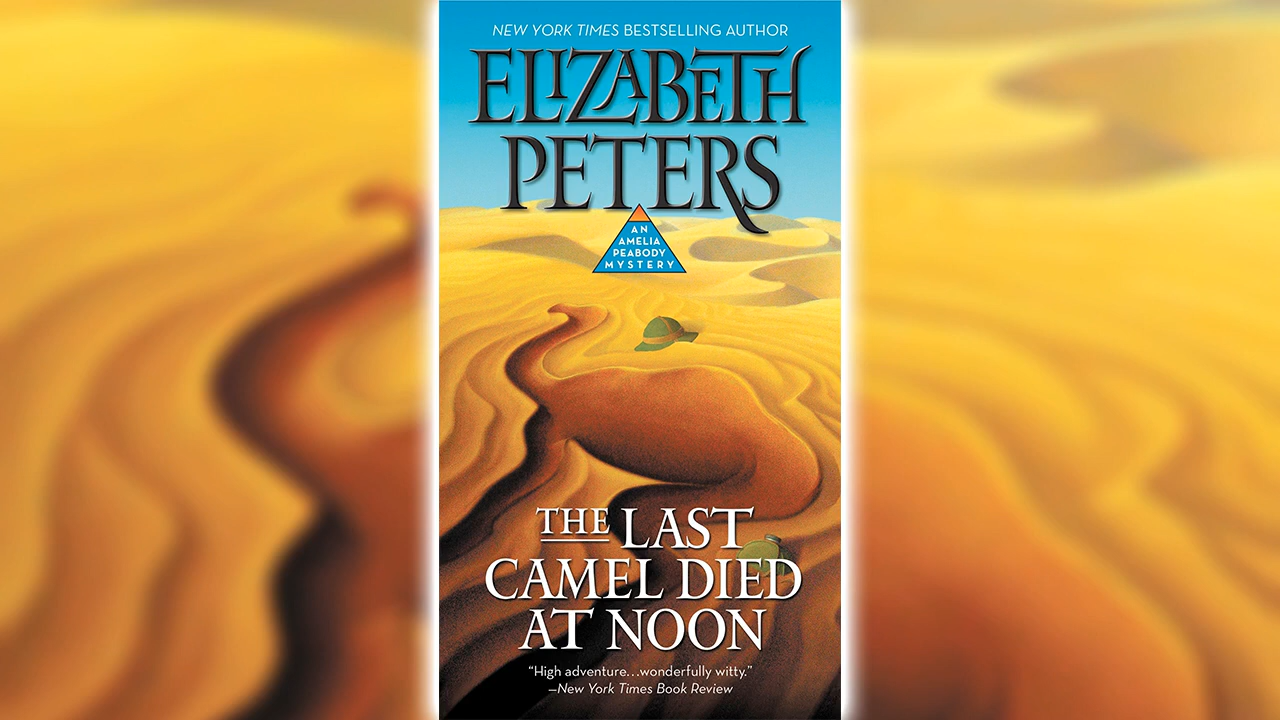 NEW YORK TIMES BESTSELLING AUTHOR
ELIZABETH
PETERS
AN
AMELIA
PEABODY
MYSTERY
THE LAST
CAMEL DIED
AT NOON
“High adventure...wonderfully witty.”
—New York Times Book Review